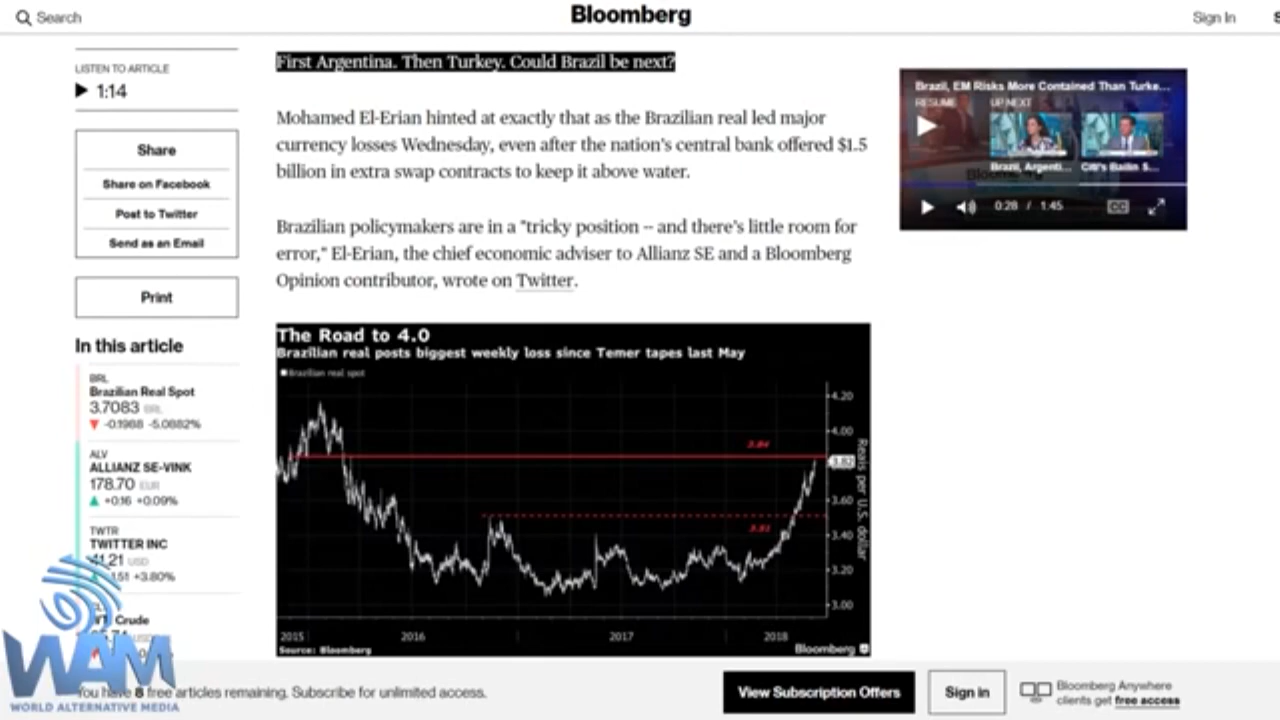 Search
Bloomberg
Sign In
LISTEN TO ARTICLE
1:14
Share
Share on Facebook
Post to Twitter
Send as an Email
Print
In this article
BRL
Brazilian Real Spot
3.7083 BRL
-0.1988 -5.0882%
ALV
ALLIANZ SE-VINK
178.70 EUR
+0.16 +0.09%
TWTR
TWITTER INC
41.21 USD
+3.80%
Crude
First Argentina. Then Turkey. Could Brazil be next?
Mohamed El-Erian hinted at exactly that as the Brazilian real led major
currency losses Wednesday, even after the nation's central bank offered $1.5
billion in extra swap contracts to keep it above water.
Brazilian policymakers are in a "tricky position -- and there's little room for
error," El-Erian, the chief economic adviser to Allianz SE and a Bloomberg
Opinion contributor, wrote on Twitter.
The Road to 4.0
Brazilian real posts biggest weekly loss since Temer tapes last May
Brazilian real spot
4.20
4.00
3.84
3.82
3.60
3.51
3.40
3.20
3.00
Reais per U.S. dollar
2015 2016 2017 2018
Source: Bloomberg
Bloomberg
Brazil, EM Risks More Contained Than Turke...
RESUME
UP NEXT
Brazil, Argenti...
Citi's Bailin S...
0:28 / 1:45
CC
WAM
WORLD ALTERNATIVE MEDIA
You have 8 free articles remaining. Subscribe for unlimited access.
View Subscription Offers
Sign in
Bloomberg Anywhere
clients get free access